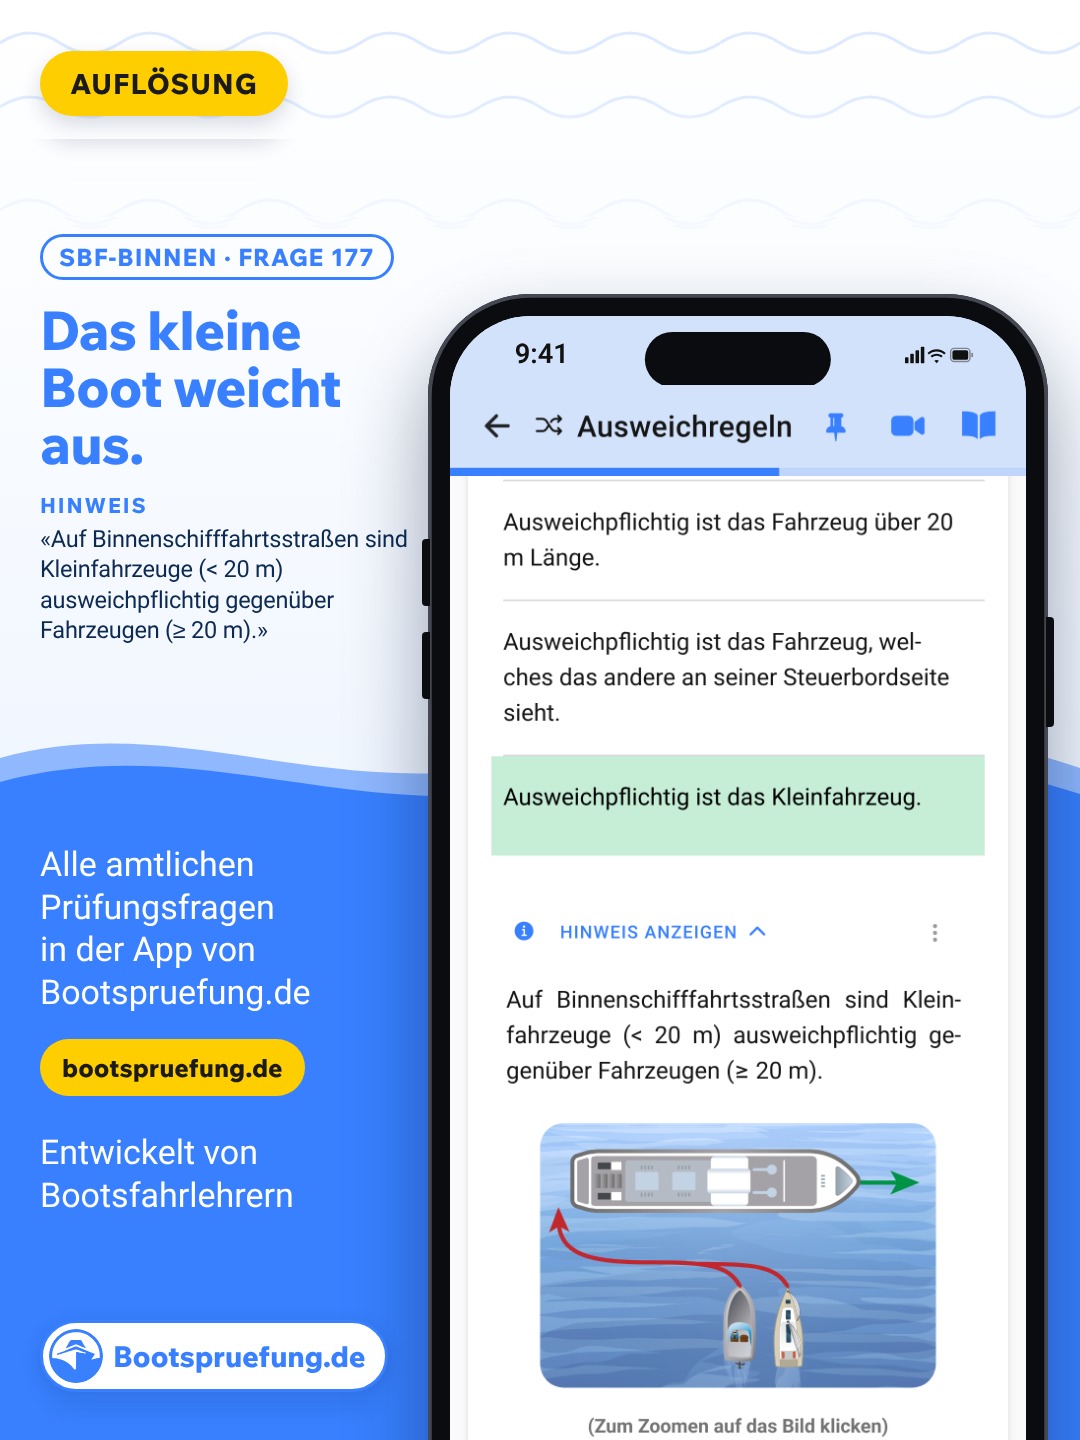 AUFLÖSUNG
SBF-BINNEN · FRAGE 177
Das kleine
Boot weicht
aus.
HINWEIS
«Auf Binnenschifffahrtsstraßen sind
Kleinfahrzeuge (< 20 m)
ausweichpflichtig gegenüber
Fahrzeugen (≥ 20 m).»
Alle amtlichen
Prüfungsfragen
in der App von
Bootspruefung.de
bootspruefung.de
Entwickelt von
Bootsfahrlehrern
Bootspruefung.de
9:41
Ausweichregeln
Ausweichpflichtig ist das Fahrzeug über 20
m Länge.
Ausweichpflichtig ist das Fahrzeug, wel-
ches das andere an seiner Steuerbordseite
sieht.
Ausweichpflichtig ist das Kleinfahrzeug.
HINWEIS ANZEIGEN
Auf Binnenschifffahrtsstraßen sind Klein-
fahrzeuge (< 20 m) ausweichpflichtig ge-
genüber Fahrzeugen (≥ 20 m).
(Zum Zoomen auf das Bild klicken)